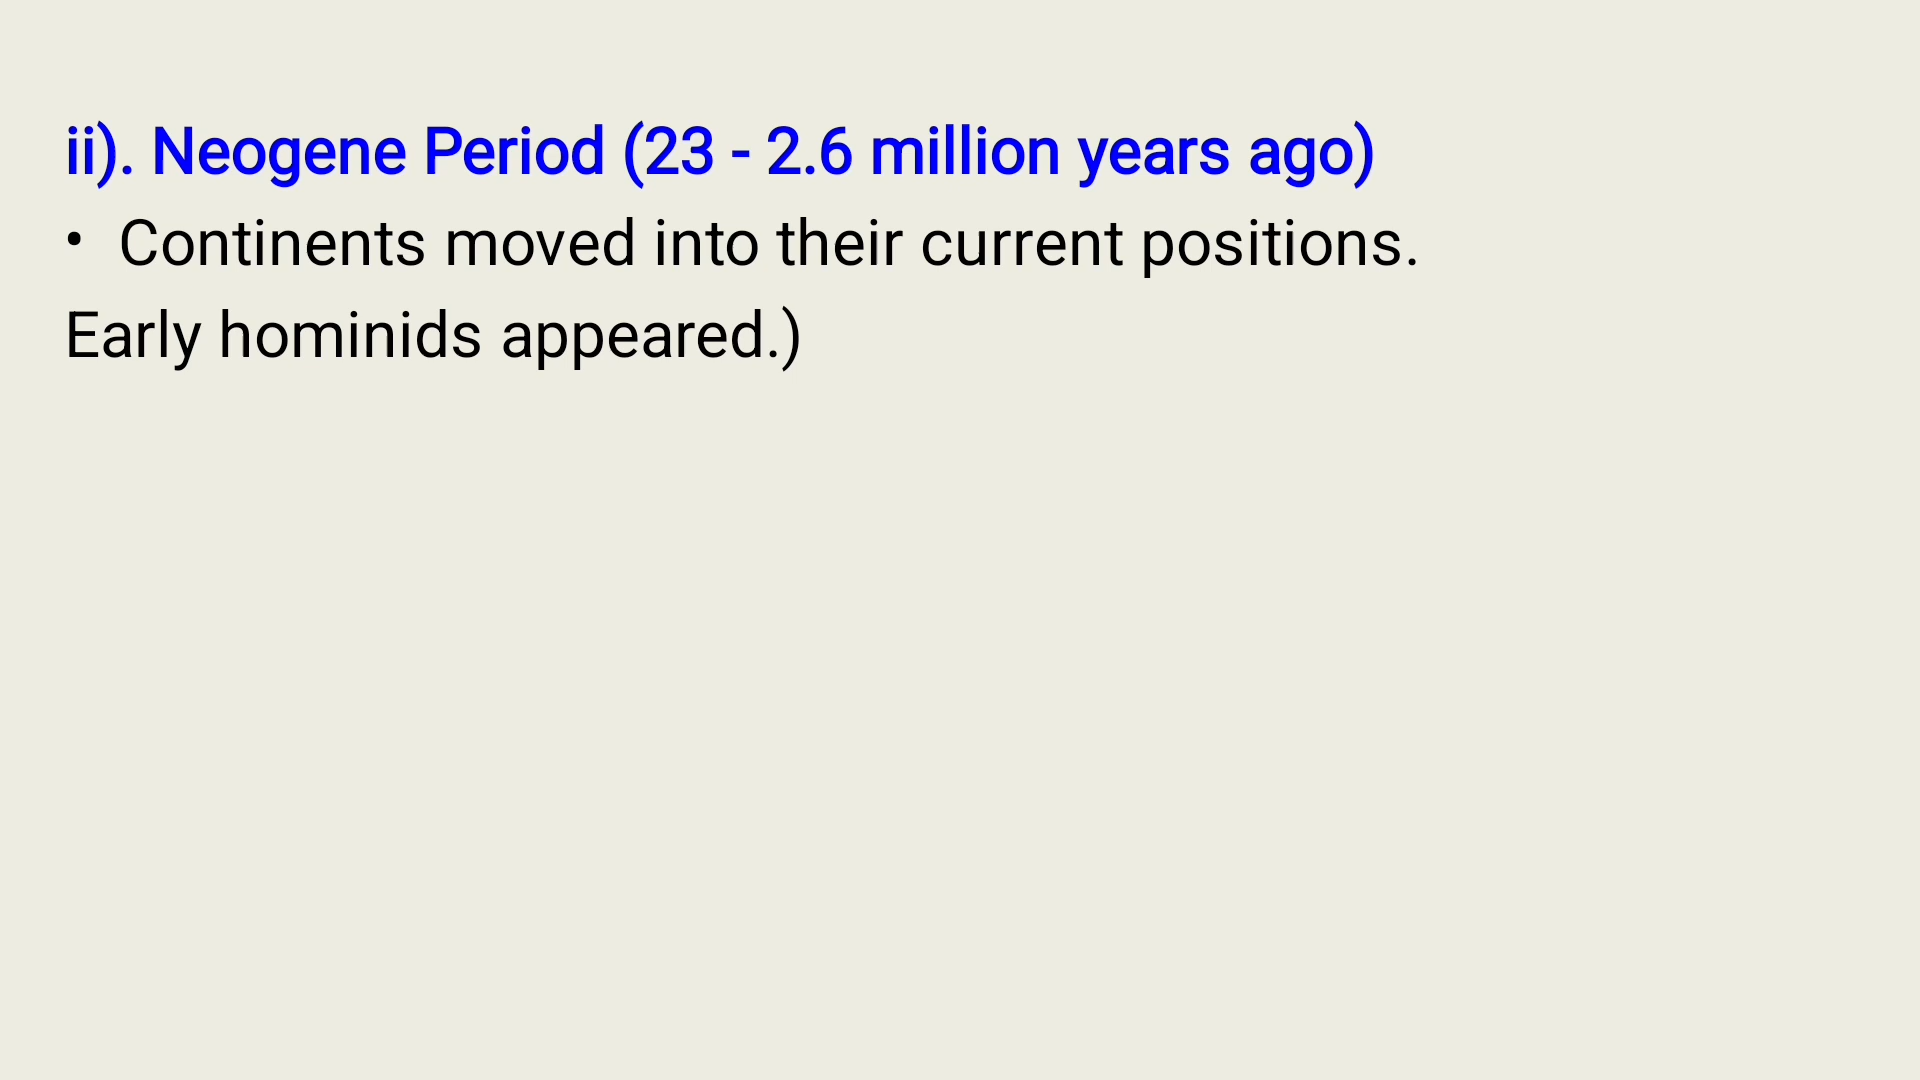 ii). Neogene Period (23 - 2.6 million years ago)
• Continents moved into their current positions.
Early hominids appeared.)